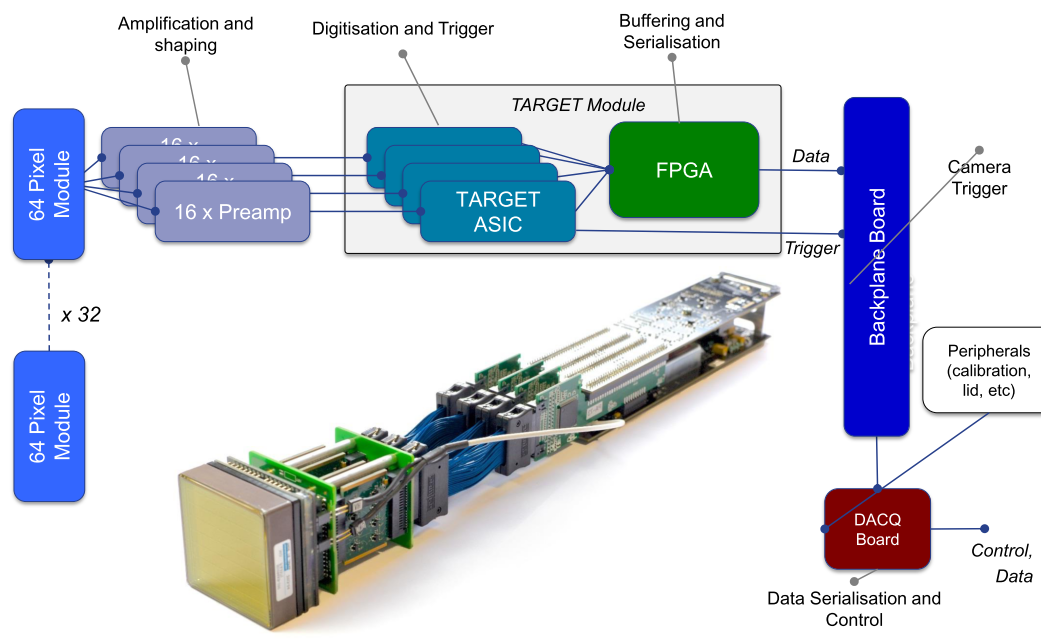 Amplification and
shaping
Digitisation and Trigger
Buffering and
Serialisation
TARGET Module
64 Pixel
Module
16 x
16 x
16 x
16 x Preamp
TARGET
ASIC
FPGA
Data
Trigger
Backplane Board
Camera
Trigger
x 32
64 Pixel
Module
Peripherals
(calibration,
lid, etc)
DACQ
Board
Control,
Data
Data Serialisation and
Control